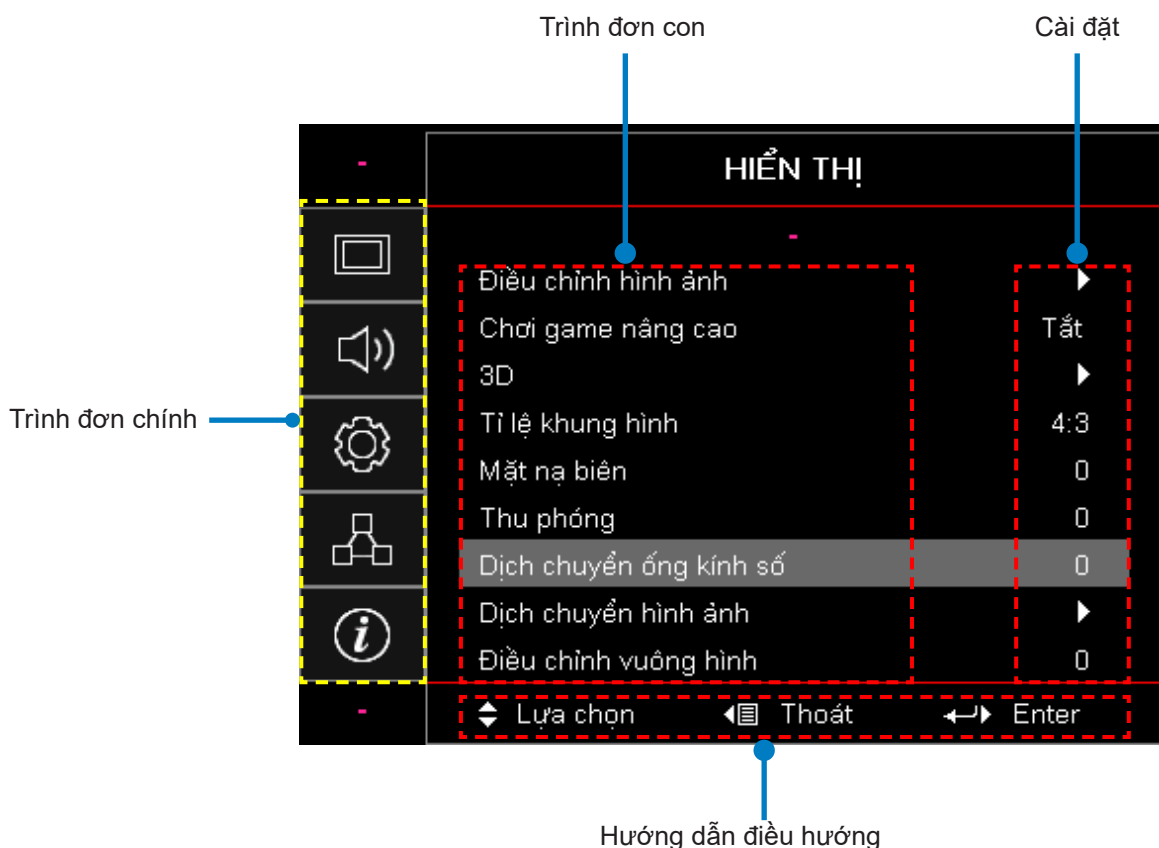 Trình đơn con
Cài đặt
HIỂN THỊ
Điều chỉnh hình ảnh
Chơi game nâng cao Tắt
3D
Tỉ lệ khung hình 4:3
Mặt nạ biên 0
Thu phóng 0
Dịch chuyển ống kính số 0
Dịch chuyển hình ảnh
Điều chỉnh vuông hình 0
Trình đơn chính
Lựa chọn Thoát Enter
Hướng dẫn điều hướng